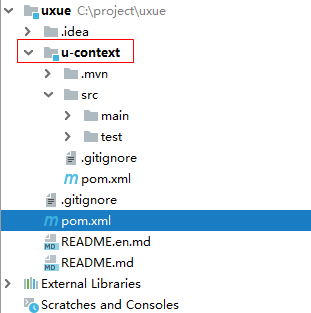 uxue C:\project\uxue
.idea
u-context
.mvn
src
main
test
.gitignore
pom.xml
.gitignore
pom.xml
README.en.md
README.md
External Libraries
Scratches and Consoles